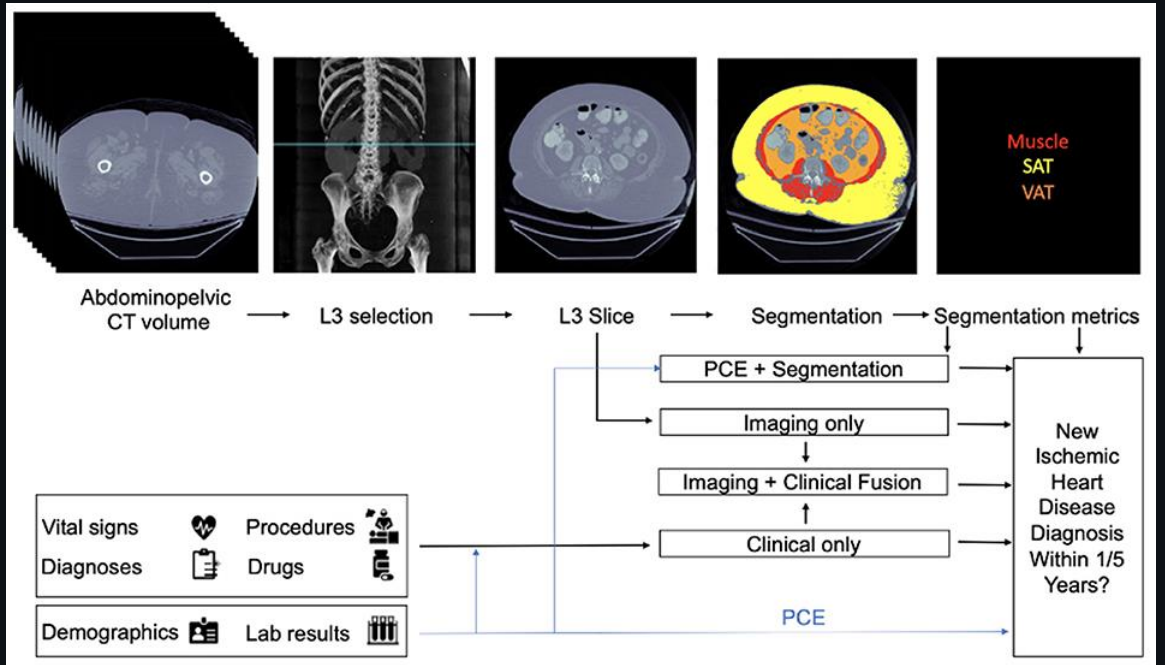 Muscle
SAT
VAT
Abdominopelvic
CT volume
L3 selection
L3 Slice
Segmentation
Segmentation metrics
PCE + Segmentation
Imaging only
Imaging + Clinical Fusion
Clinical only
New
Ischemic
Heart
Disease
Diagnosis
Within 1/5
Years?
Vital signs
Procedures
Diagnoses
Drugs
Demographics
Lab results
PCE